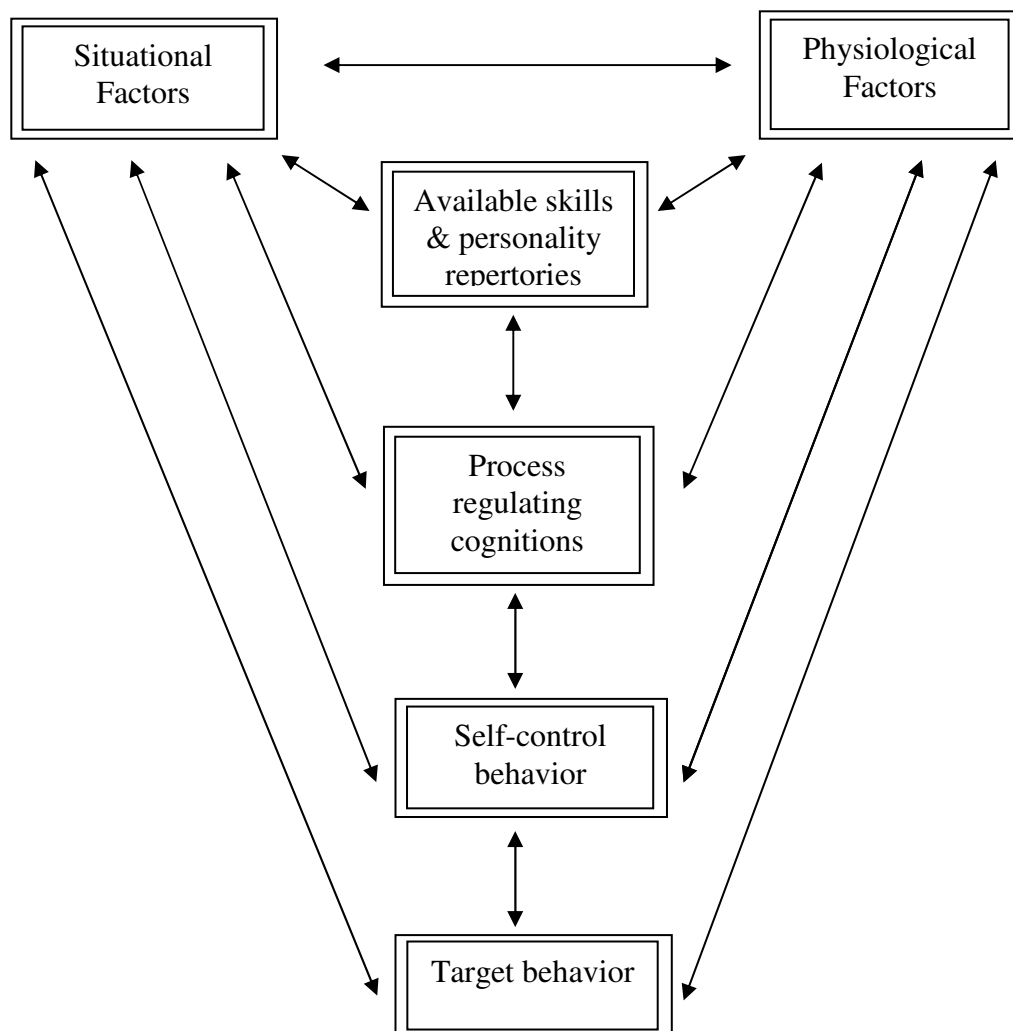 Situational
Factors
Physiological
Factors
Available skills
& personality
repertories
Process
regulating
cognitions
Self-control
behavior
Target behavior